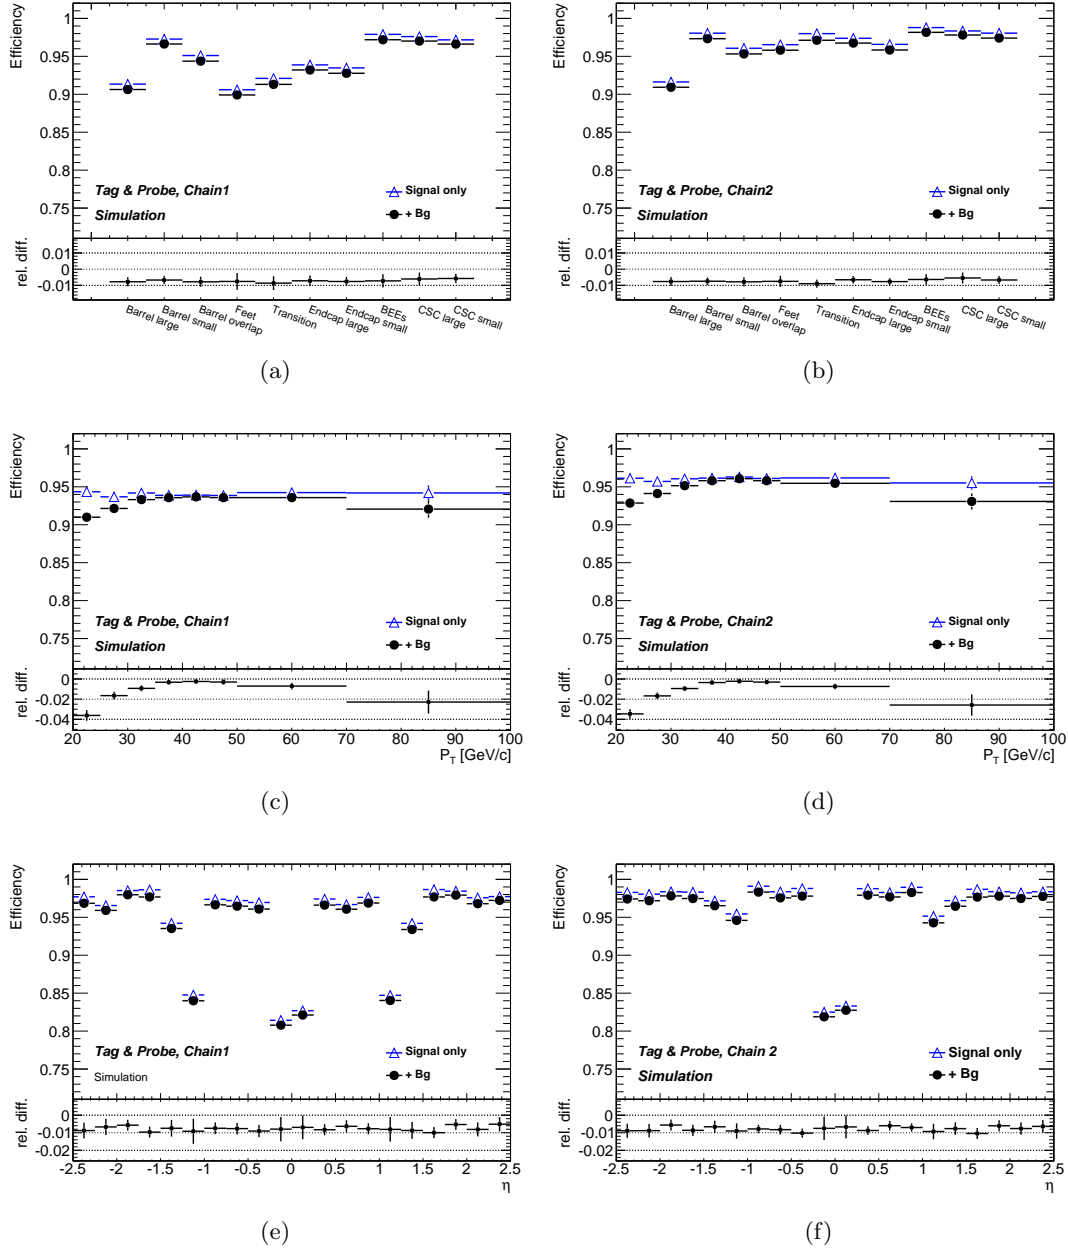 Efficiency
1
0.95
0.9
0.85
0.8
0.75
Tag & Probe, Chain1
Simulation
Signal only
+ Bg
rel. diff.
0.01
0
-0.01
Barrel large
Barrel small
Barrel overlap
Feet
Transition
Endcap large
Endcap small
BEEs
CSC large
CSC small
(a)
Efficiency
1
0.95
0.9
0.85
0.8
0.75
Tag & Probe, Chain2
Simulation
Signal only
+ Bg
rel. diff.
0.01
0
-0.01
Barrel large
Barrel small
Barrel overlap
Feet
Transition
Endcap large
Endcap small
BEEs
CSC large
CSC small
(b)
Efficiency
1
0.95
0.9
0.85
0.8
0.75
Tag & Probe, Chain1
Simulation
Signal only
+ Bg
rel. diff.
0
-0.02
-0.04
20 30 40 50 60 70 80 90 100
P_T [GeV/c]
(c)
Efficiency
1
0.95
0.9
0.85
0.8
0.75
Tag & Probe, Chain2
Simulation
Signal only
+ Bg
rel. diff.
0
-0.02
-0.04
20 30 40 50 60 70 80 90 100
P_T [GeV/c]
(d)
Efficiency
1
0.95
0.9
0.85
0.8
0.75
Tag & Probe, Chain1
Simulation
Signal only
+ Bg
rel. diff.
0
-0.01
-0.02
-2.5 -2 -1.5 -1 -0.5 0 0.5 1 1.5 2 2.5
η
(e)
Efficiency
1
0.95
0.9
0.85
0.8
0.75
Tag & Probe, Chain 2
Simulation
Signal only
+ Bg
rel. diff.
0
-0.01
-0.02
-2.5 -2 -1.5 -1 -0.5 0 0.5 1 1.5 2 2.5
η
(f)